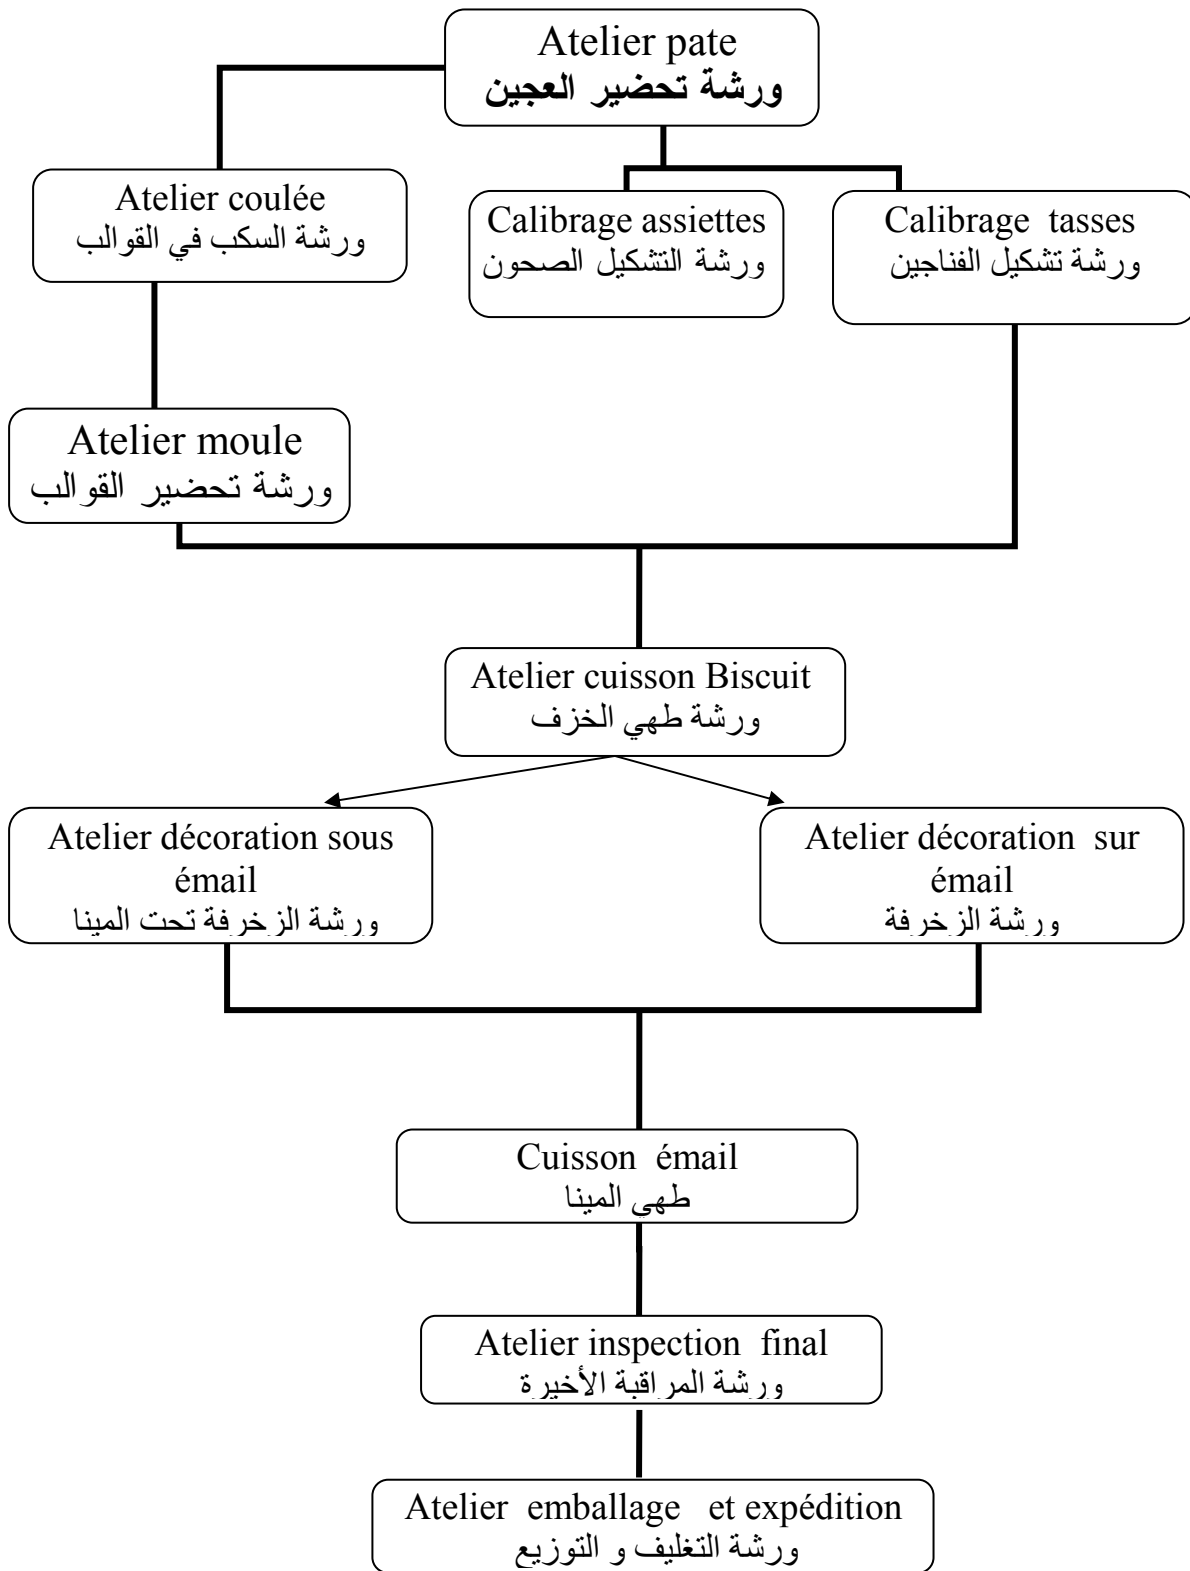 Atelier pate
ورشة تحضير العجين
Atelier coulée
ورشة السكب في القوالب
Calibrage assiettes
ورشة التشكيل الصحون
Calibrage tasses
ورشة تشكيل الفناجين
Atelier moule
ورشة تحضير القوالب
Atelier cuisson Biscuit
ورشة طهي الخزف
Atelier décoration sous
émail
ورشة الزخرفة تحت المينا
Atelier décoration sur
émail
ورشة الزخرفة
Cuisson émail
طهي المينا
Atelier inspection final
ورشة المراقبة الأخيرة
Atelier emballage et expédition
ورشة التغليف و التوزيع